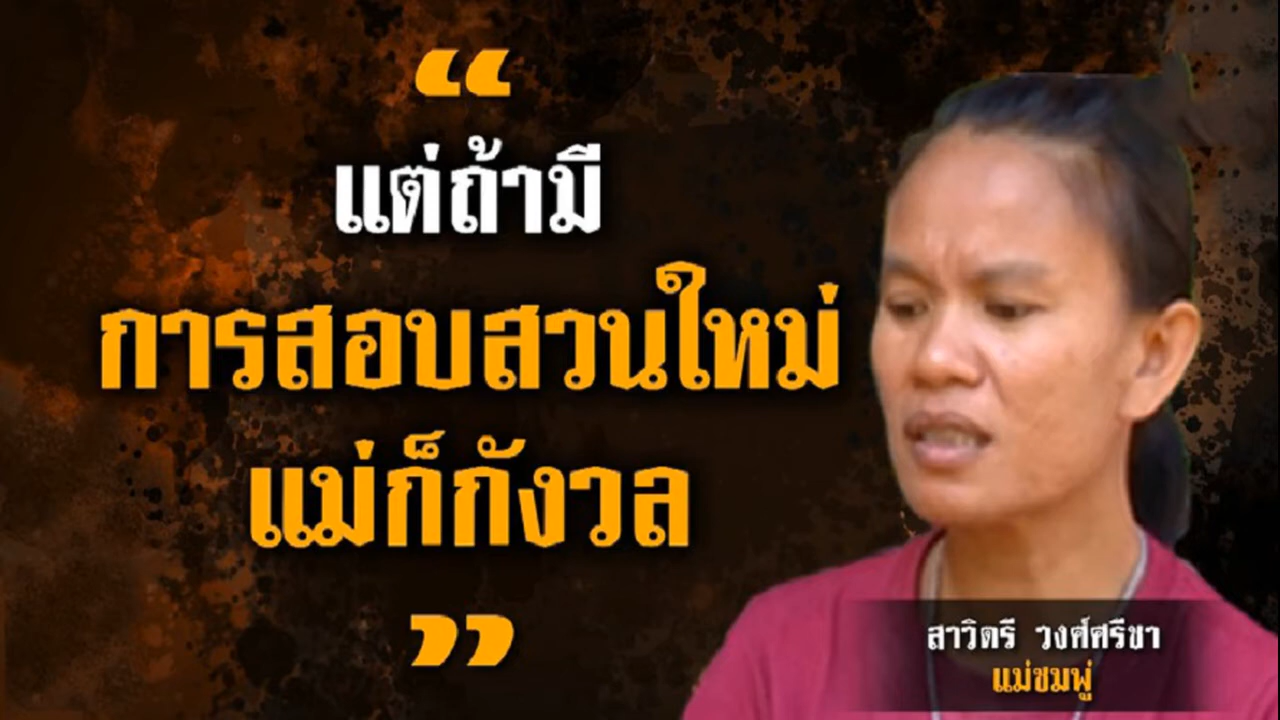 “
แต่ถ้ามี
การสอบสวนใหม่
แม่ก็กังวล
”
สาวิตรี วงศ์ศรีชา
แม่ชมพู่